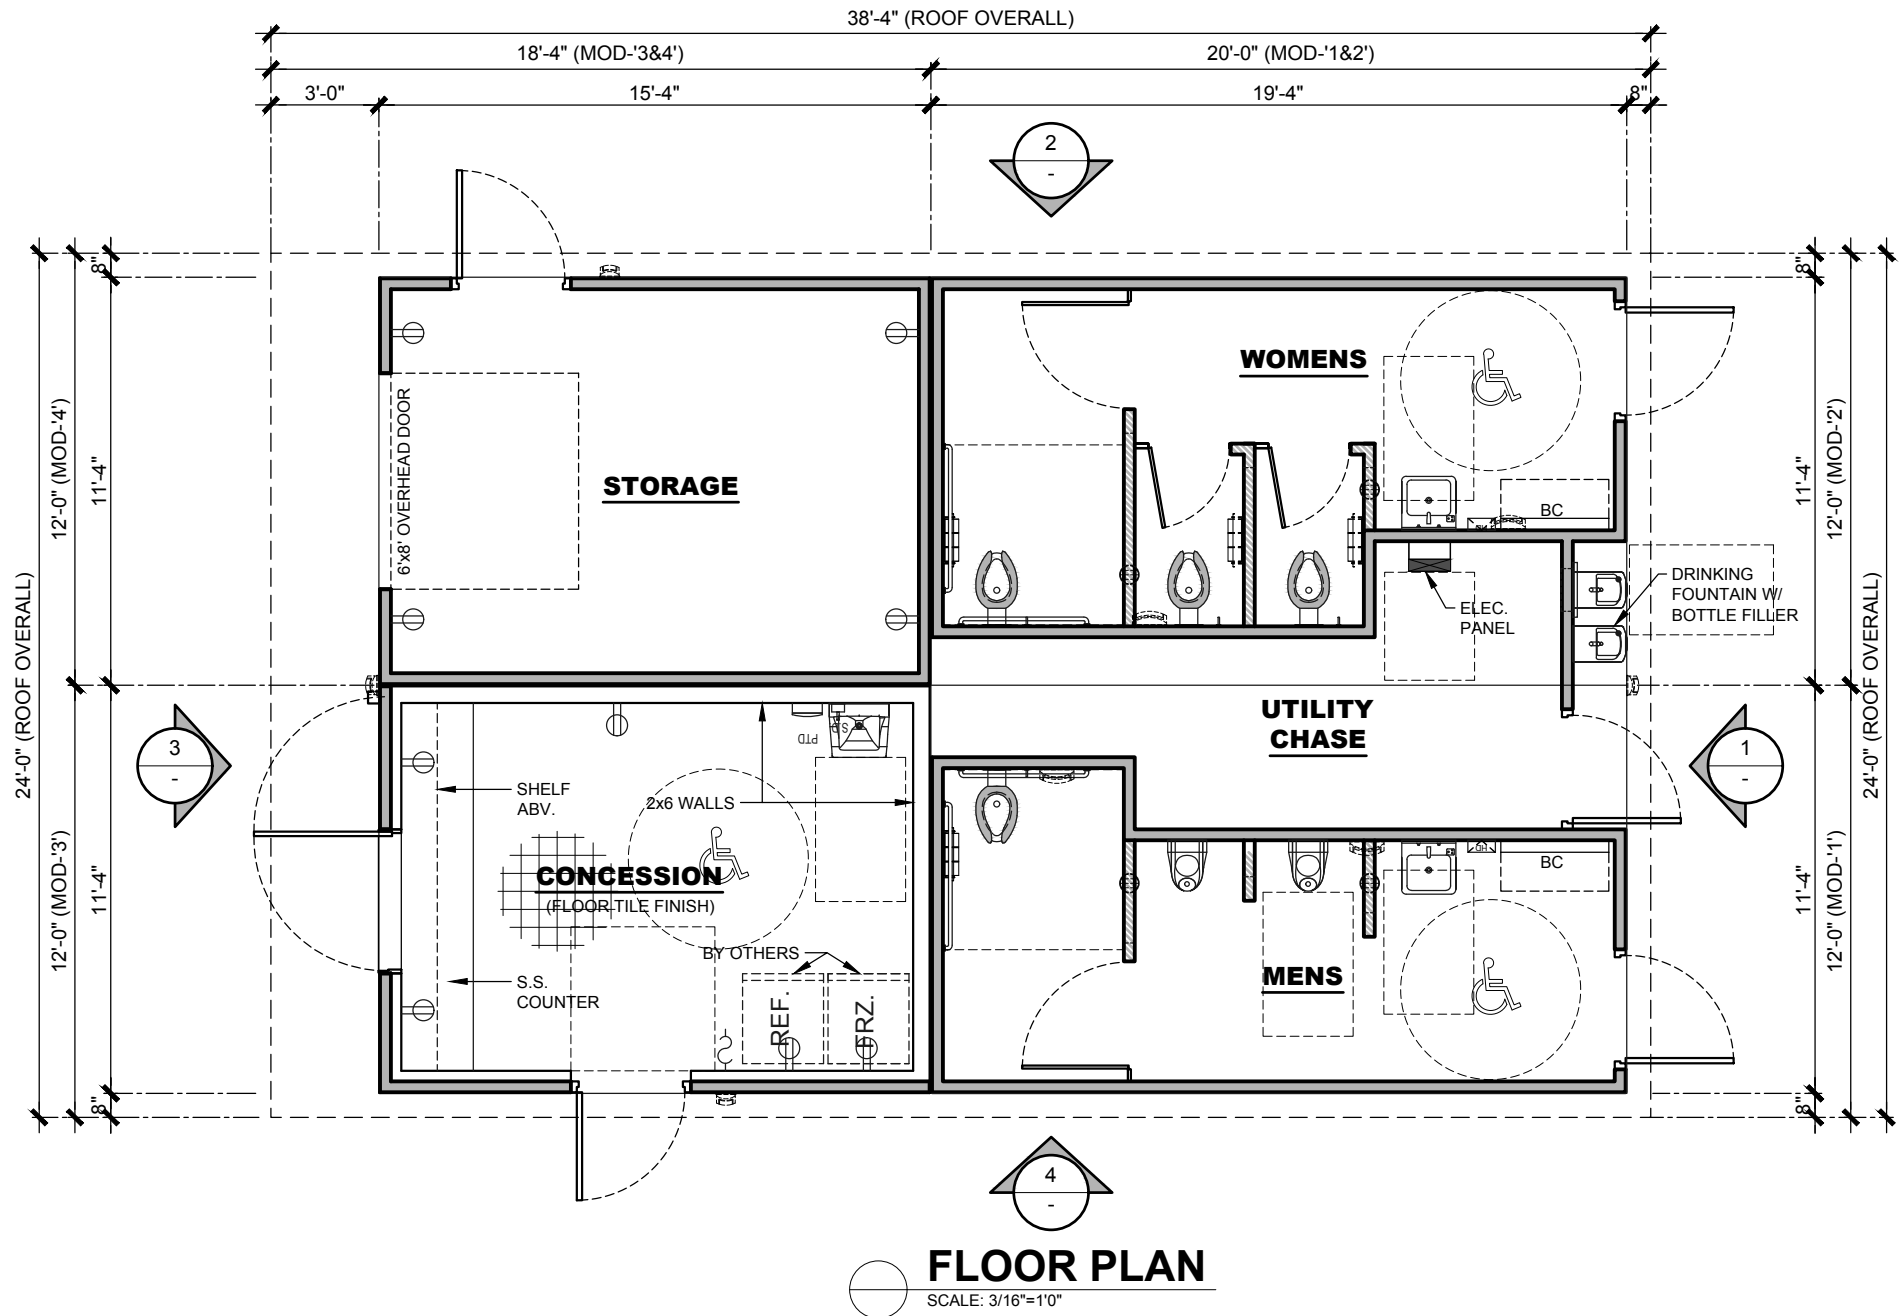 38'-4" (ROOF OVERALL)
18'-4" (MOD-'3&4')
20'-0" (MOD-'1&2')
3'-0"
15'-4"
19'-4"
8"
2
-
8"
8"
24'-0" (ROOF OVERALL)
12'-0" (MOD-'4')
11'-4"
6'x8' OVERHEAD DOOR
STORAGE
WOMENS
BC
11'-4"
12'-0" (MOD-'2')
24'-0" (ROOF OVERALL)
DRINKING
FOUNTAIN W/
BOTTLE FILLER
ELEC.
PANEL
UTILITY
CHASE
3
-
1
-
PTD
S.D.
SHELF
ABV.
2x6 WALLS
CONCESSION
(FLOOR TILE FINISH)
BY OTHERS
S.S.
COUNTER
REF.
FRZ.
HD
BC
MENS
12'-0" (MOD-'3')
11'-4"
11'-4"
12'-0" (MOD-'1')
8"
8"
4
-
FLOOR PLAN
SCALE: 3/16"=1'0"